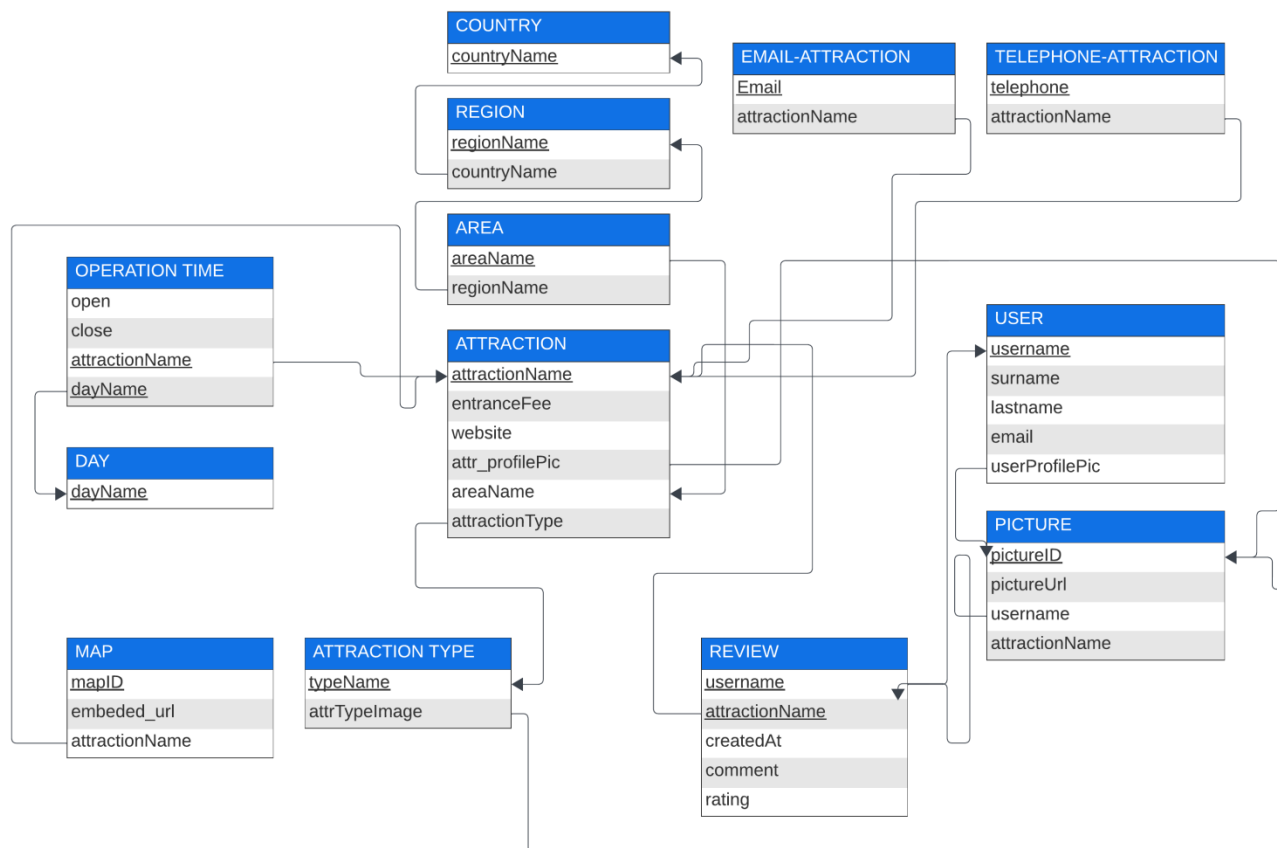 COUNTRY
countryName
REGION
regionName
countryName
AREA
areaName
regionName
EMAIL-ATTRACTION
Email
attractionName
TELEPHONE-ATTRACTION
telephone
attractionName
OPERATION TIME
open
close
attractionName
dayName
DAY
dayName
ATTRACTION
attractionName
entranceFee
website
attr_profilePic
areaName
attractionType
USER
username
surname
lastname
email
userProfilePic
PICTURE
pictureID
pictureUrl
username
attractionName
MAP
mapID
embeded_url
attractionName
ATTRACTION TYPE
typeName
attrTypeImage
REVIEW
username
attractionName
createdAt
comment
rating